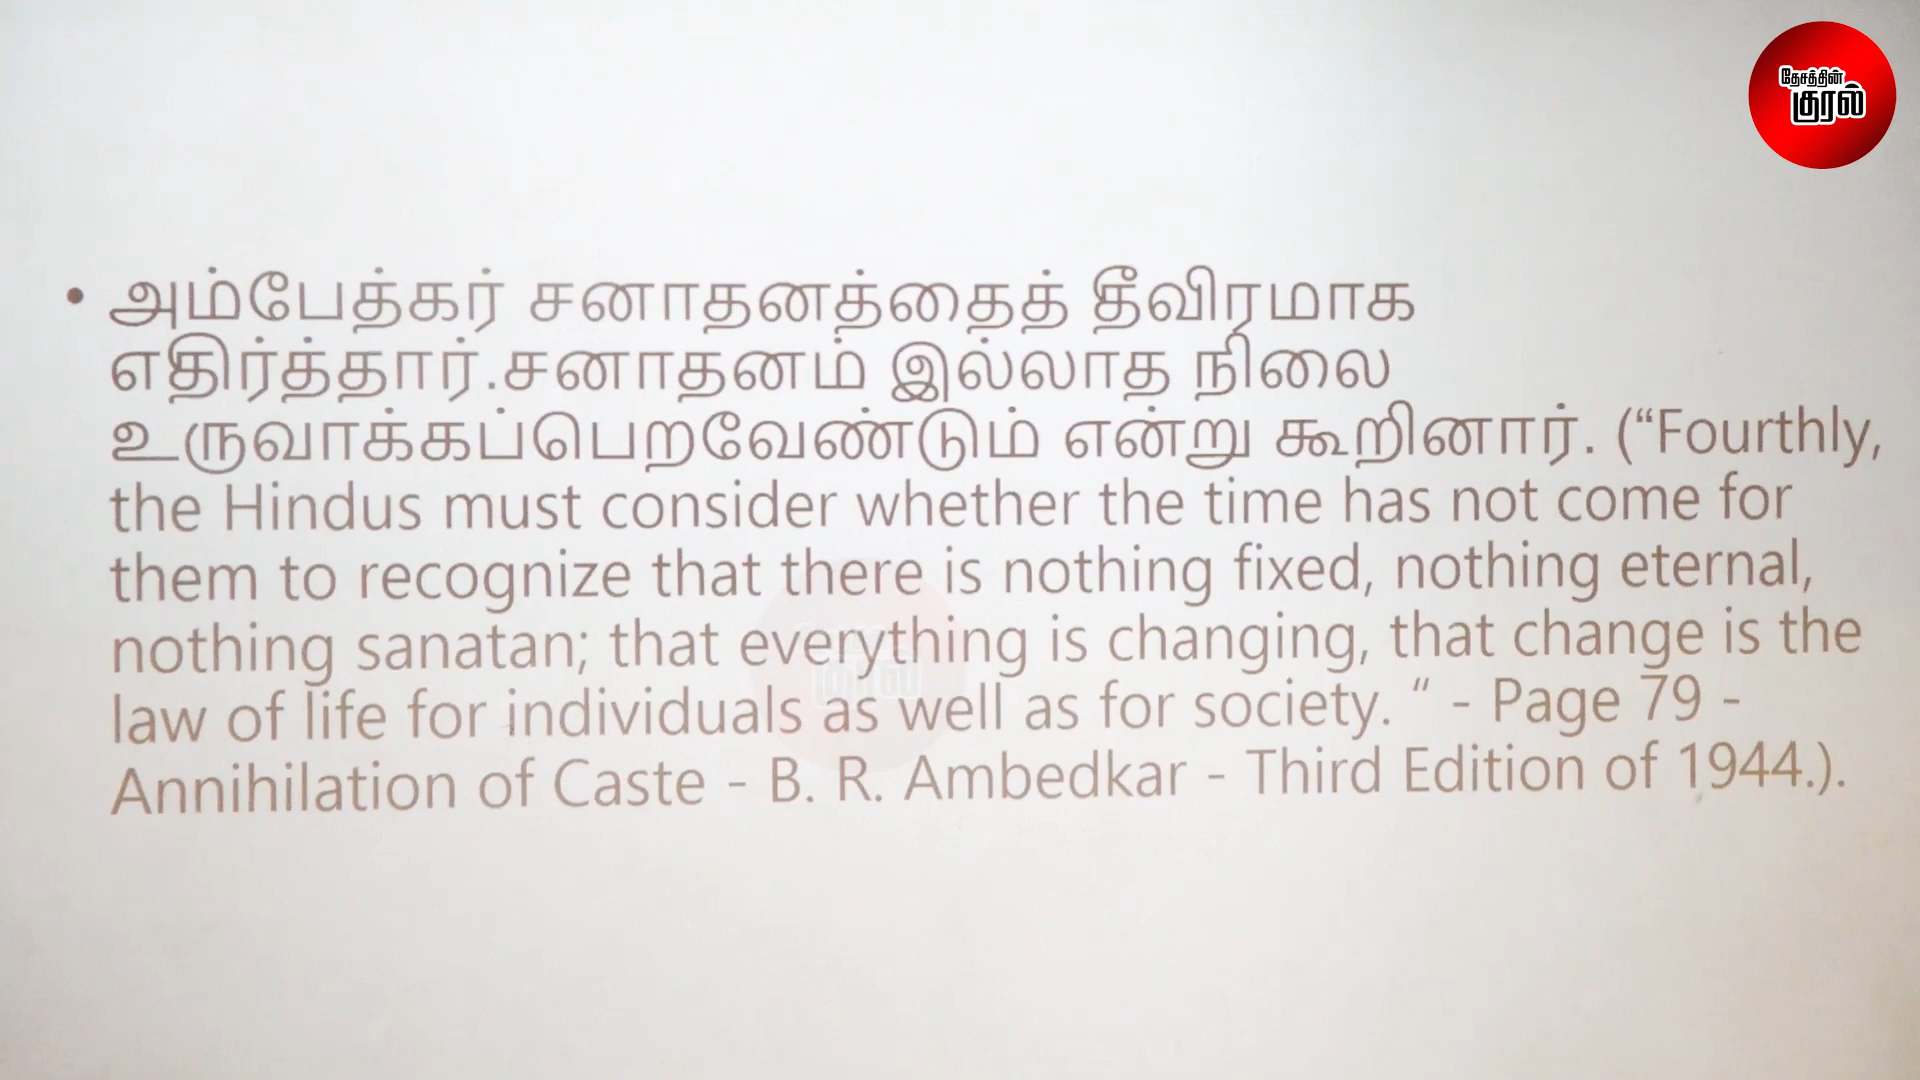 தேசத்தின்
குரல்
• அம்பேத்கர் சனாதனத்தைத் தீவிரமாக
எதிர்த்தார்.சனாதனம் இல்லாத நிலை
உருவாக்கப்பெறவேண்டும் என்று கூறினார். (“Fourthly,
the Hindus must consider whether the time has not come for
them to recognize that there is nothing fixed, nothing eternal,
nothing sanatan; that everything is changing, that change is the
law of life for individuals as well as for society. “ - Page 79 -
Annihilation of Caste - B. R. Ambedkar - Third Edition of 1944.).
குரல்